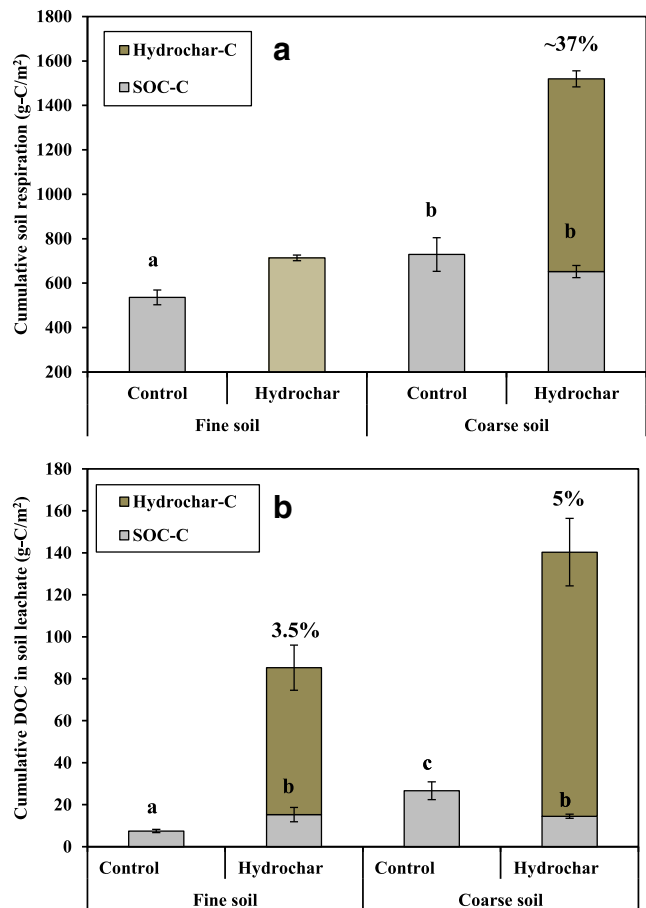 1800
1600
1400
1200
1000
800
600
400
200
Cumulative soil respiration (g-C/m²)
Hydrochar-C
SOC-C
a
~37%
a
b
b
Control Hydrochar Control Hydrochar
Fine soil Coarse soil
180
160
140
120
100
80
60
40
20
0
Cumulative DOC in soil leachate (g-C/m²)
Hydrochar-C
SOC-C
b
5%
3.5%
a
b
c
b
Control Hydrochar Control Hydrochar
Fine soil Coarse soil